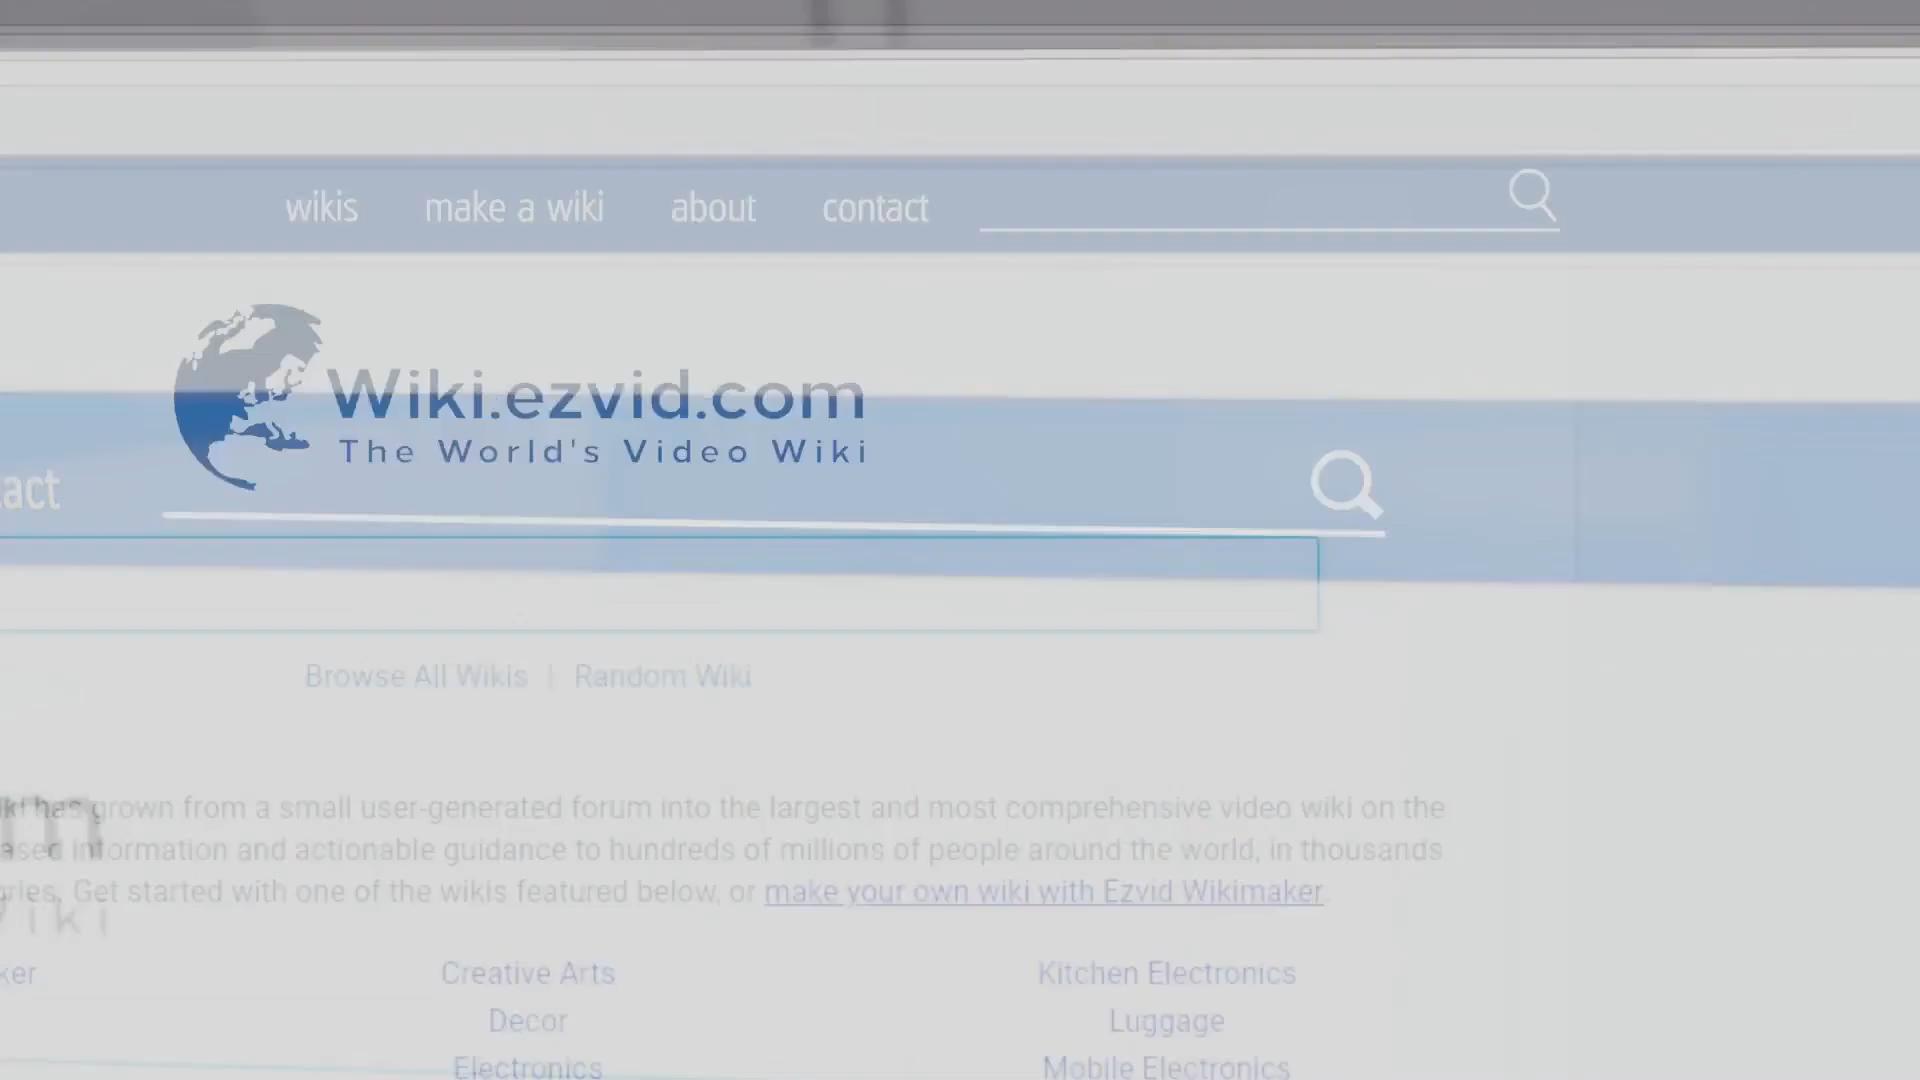 wikis make a wiki about contact
Wiki.ezvid.com
The World's Video Wiki
act
Browse All Wikis | Random Wiki
has grown from a small user-generated forum into the largest and most comprehensive video wiki on the
information and actionable guidance to hundreds of millions of people around the world, in thousands
Get started with one of the wikis featured below, or make your own wiki with Ezvid Wikimaker.
Wiki
ker Creative Arts Kitchen Electronics
Decor Luggage
Electronics Mobile Electronics